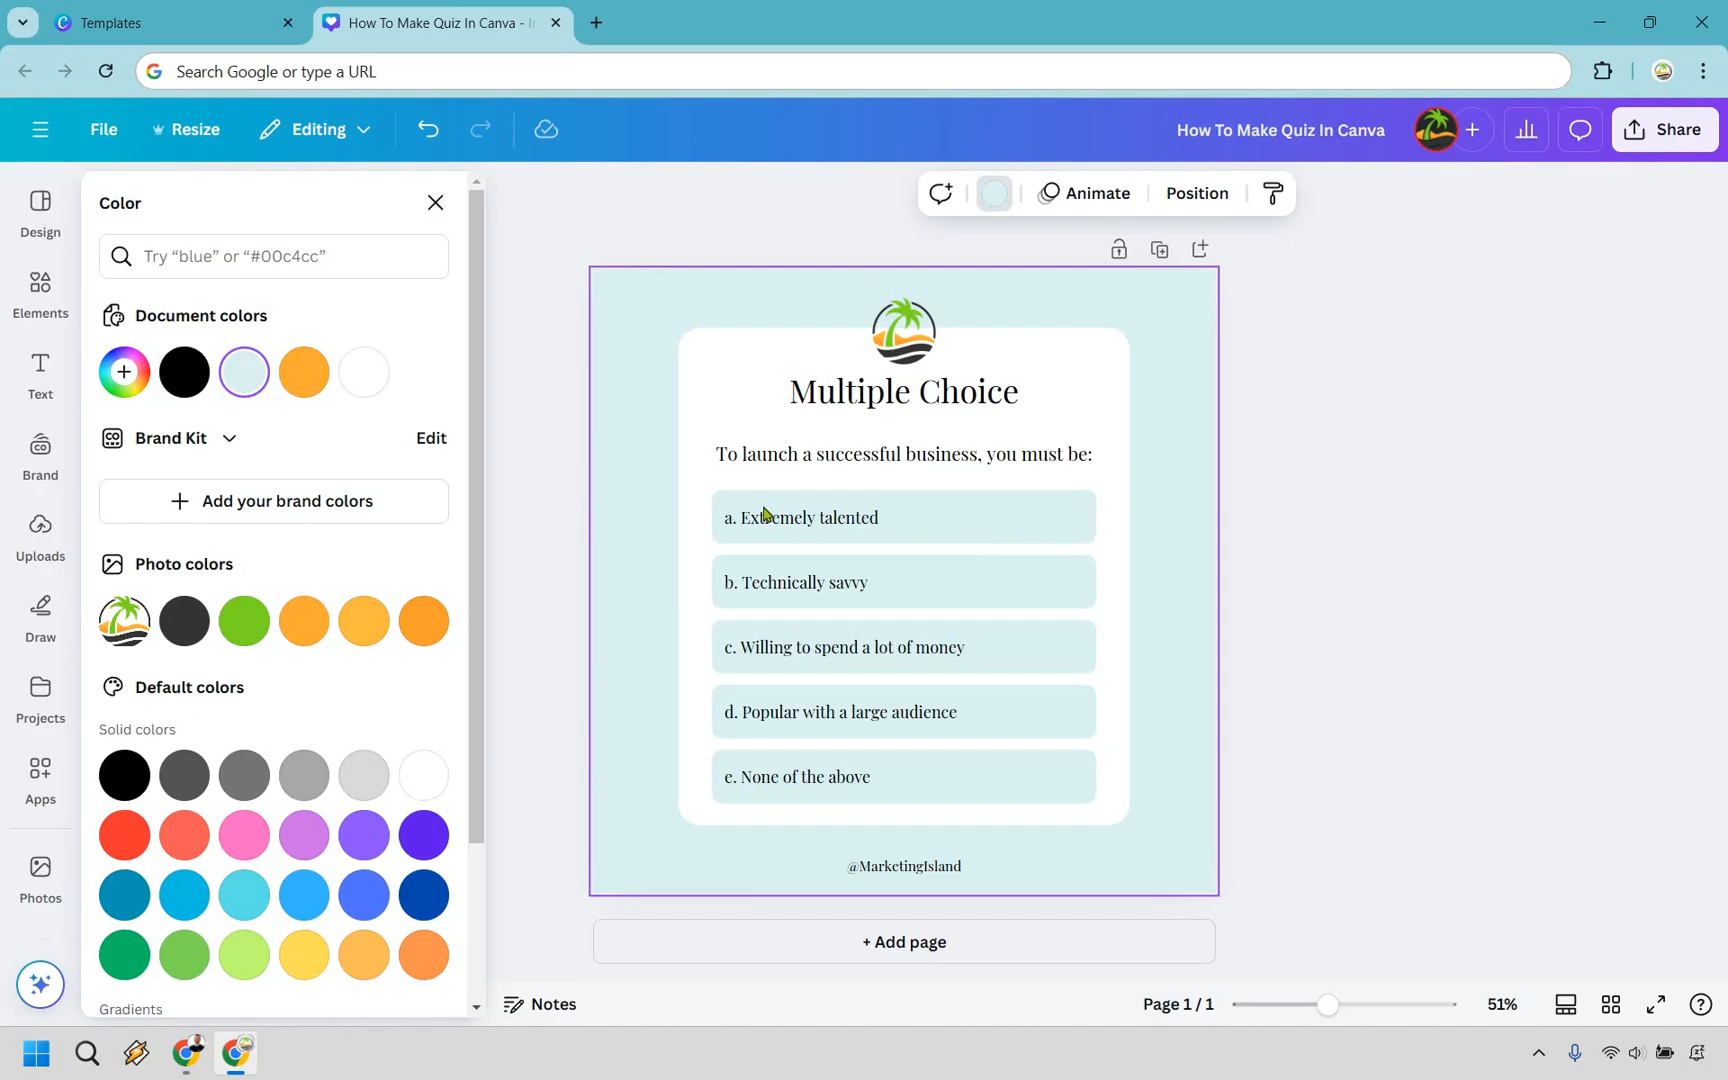 Templates
How To Make Quiz In Canva - I
Search Google or type a URL
File
Resize
Editing
How To Make Quiz In Canva
Share
Design
Elements
Text
Brand
Uploads
Draw
Projects
Apps
Photos
Color
Try “blue” or “#00c4cc”
Document colors
Brand Kit
Edit
Add your brand colors
Photo colors
Default colors
Solid colors
Gradients
Animate
Position
Multiple Choice
To launch a successful business, you must be:
a. Extremely talented
b. Technically savvy
c. Willing to spend a lot of money
d. Popular with a large audience
e. None of the above
@MarketingIsland
+ Add page
Notes
Page 1 / 1
51%